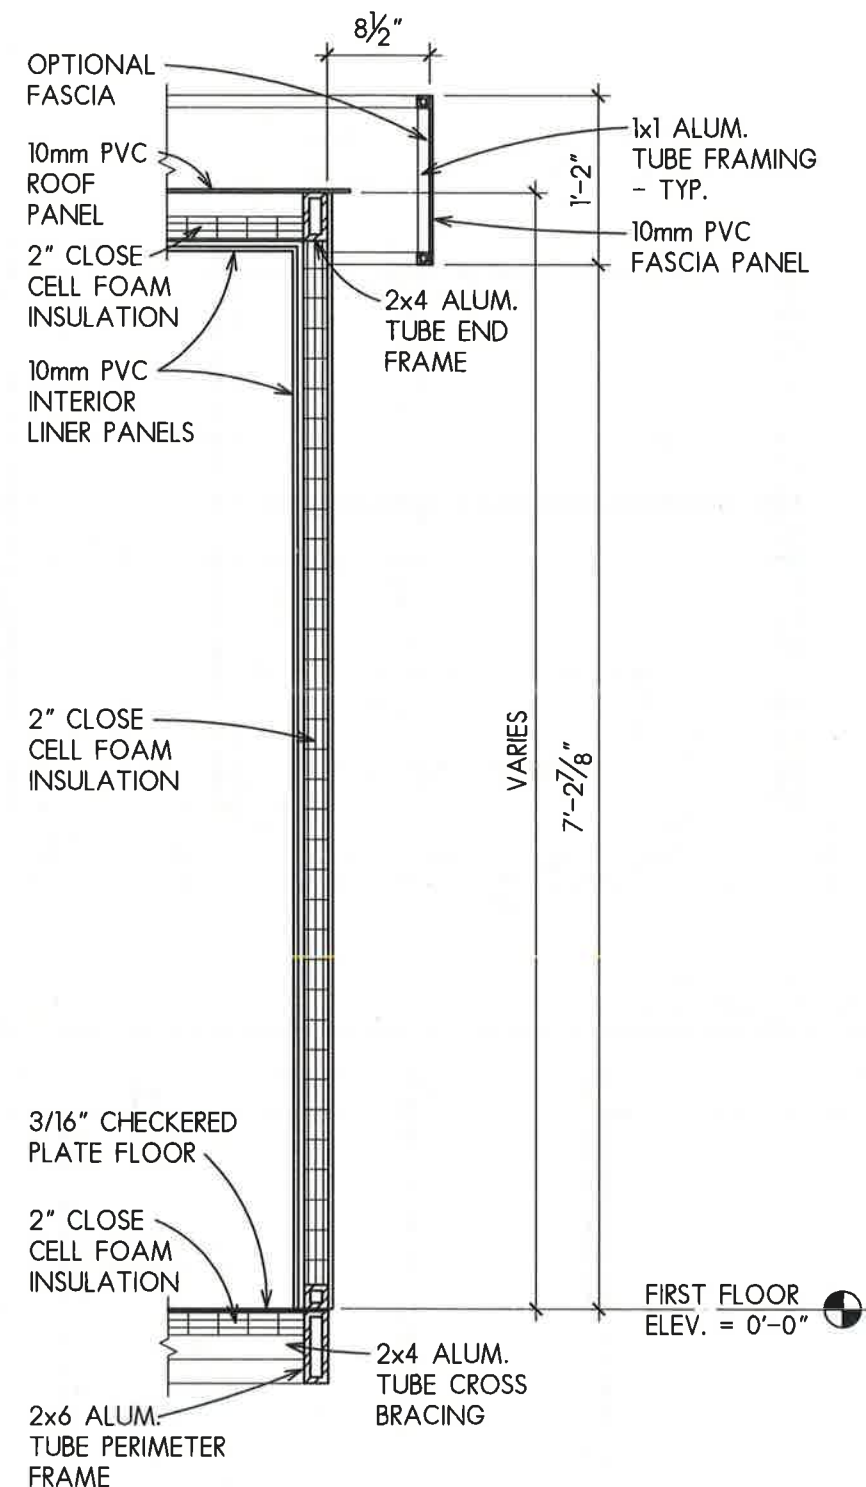 8½"
OPTIONAL
FASCIA
10mm PVC
ROOF
PANEL
2" CLOSE
CELL FOAM
INSULATION
10mm PVC
INTERIOR
LINER PANELS
1x1 ALUM.
TUBE FRAMING
- TYP.
1'-2"
10mm PVC
FASCIA PANEL
2x4 ALUM.
TUBE END
FRAME
2" CLOSE
CELL FOAM
INSULATION
VARIES
7'-2⅞"
3/16" CHECKERED
PLATE FLOOR
2" CLOSE
CELL FOAM
INSULATION
FIRST FLOOR
ELEV. = 0'-0"
2x4 ALUM.
TUBE CROSS
BRACING
2x6 ALUM.
TUBE PERIMETER
FRAME